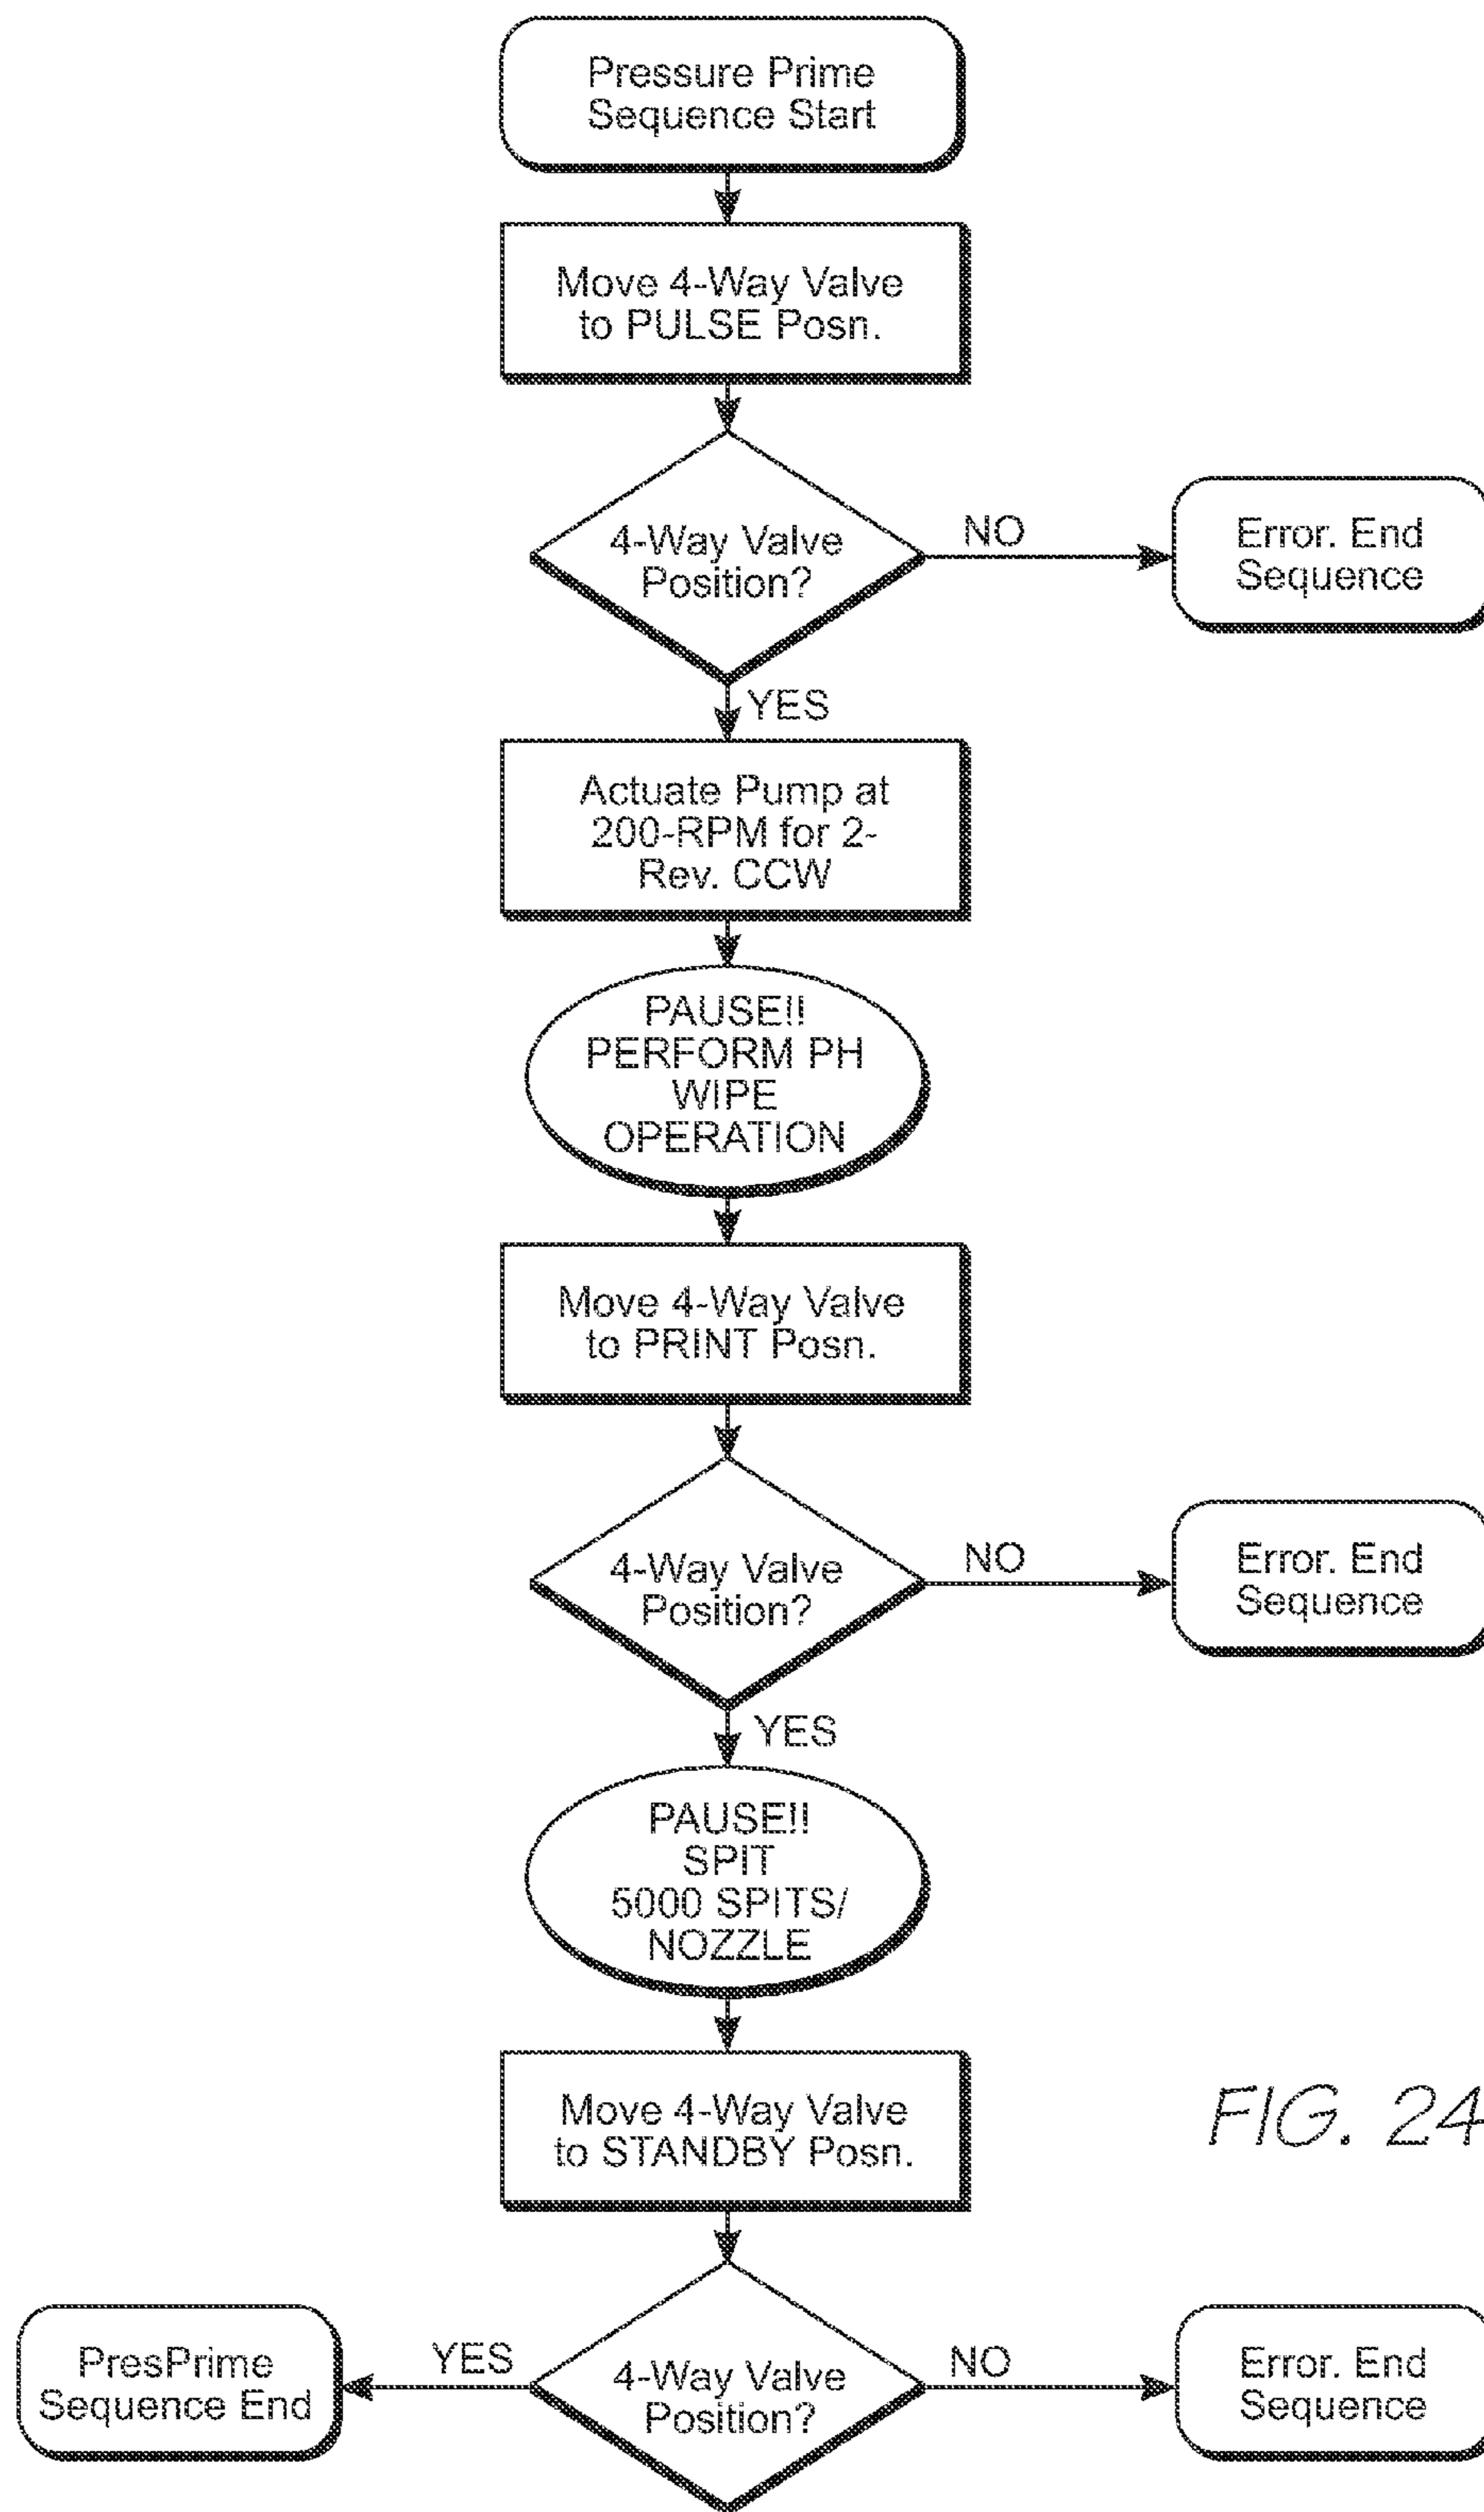 Pressure Prime
Sequence Start
Move 4-Way Valve
to PULSE Posn.
4-Way Valve
Position?
NO
Error. End
Sequence
YES
Actuate Pump at
200-RPM for 2-
Rev. CCW
PAUSE!!
PERFORM PH
WIPE
OPERATION
Move 4-Way Valve
to PRINT Posn.
4-Way Valve
Position?
NO
Error. End
Sequence
YES
PAUSE!!
SPIT
5000 SPITS/
NOZZLE
Move 4-Way Valve
to STANDBY Posn.
FIG. 24
4-Way Valve
Position?
YES
PresPrime
Sequence End
NO
Error. End
Sequence